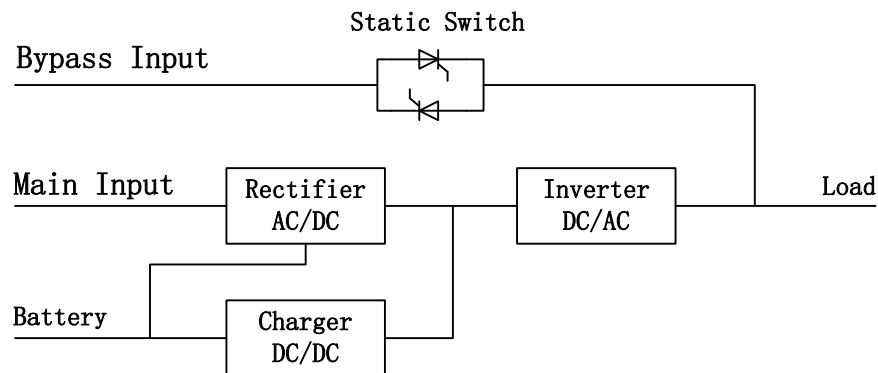 Static Switch
Bypass Input
Main Input
Rectifier
AC/DC
Inverter
DC/AC
Load
Battery
Charger
DC/DC